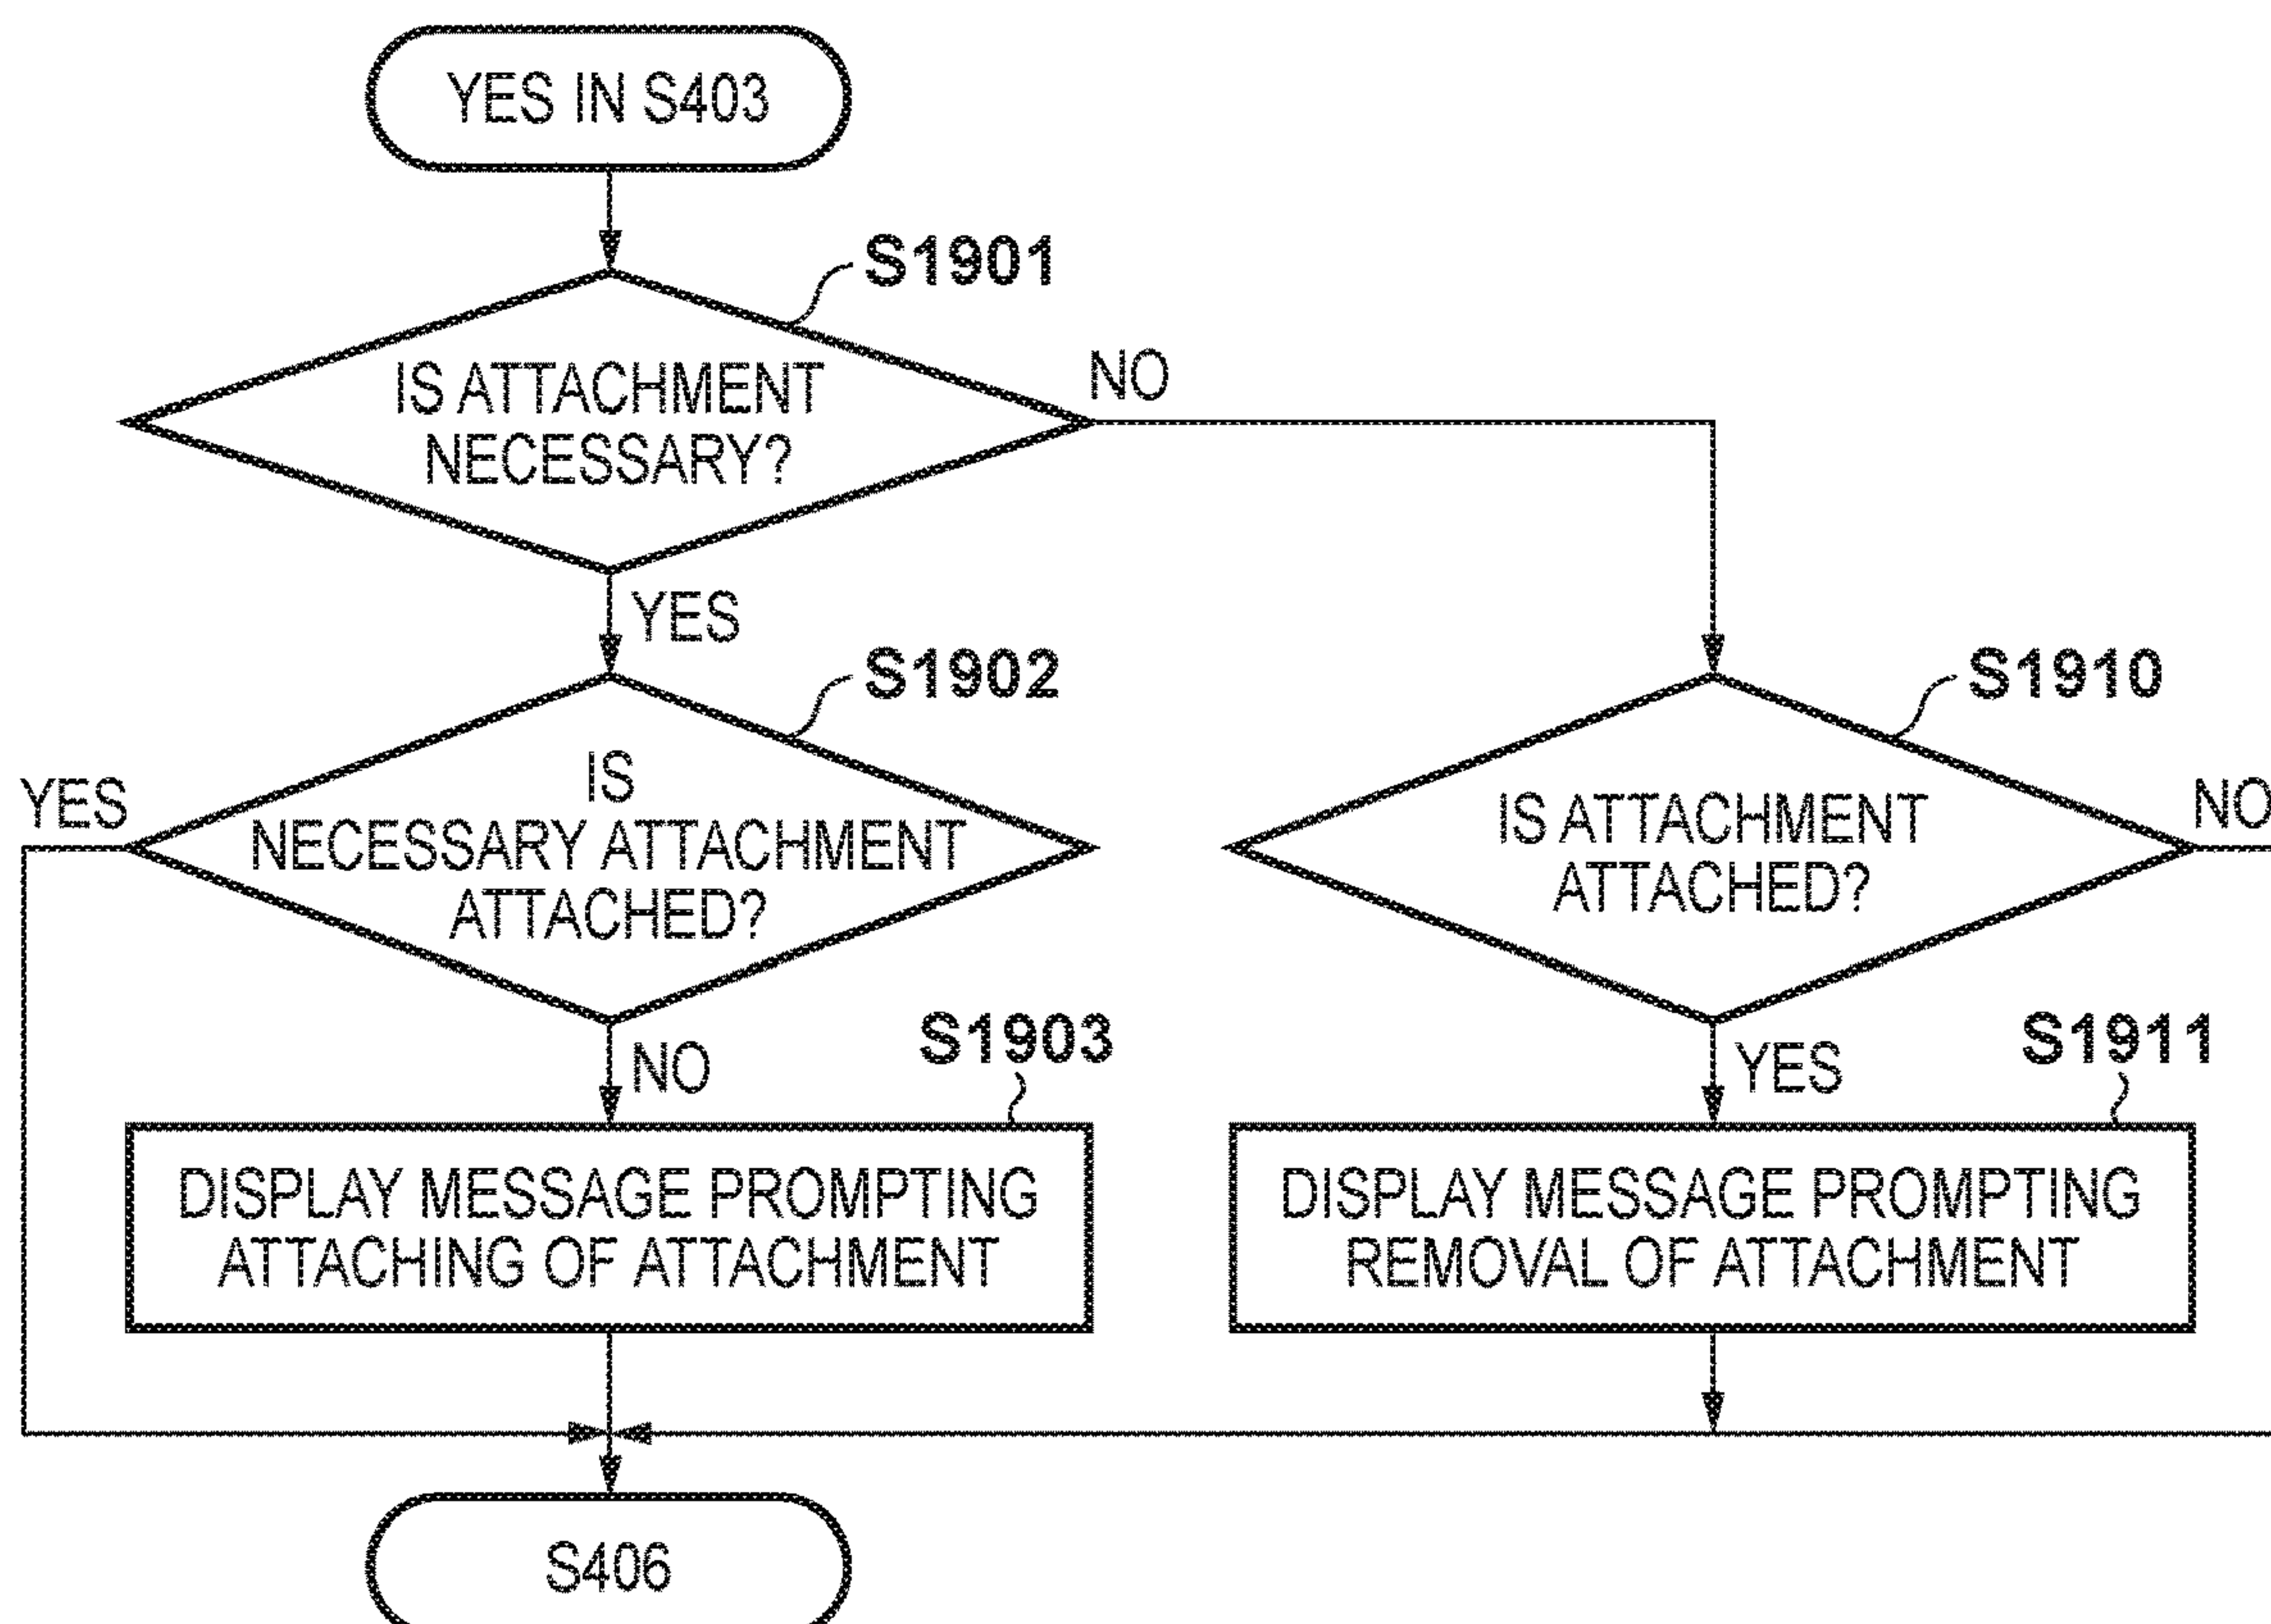 YES IN S403
S1901
IS ATTACHMENT
NECESSARY?
NO
YES
S1902
IS
NECESSARY ATTACHMENT
ATTACHED?
YES
NO
S1903
DISPLAY MESSAGE PROMPTING
ATTACHING OF ATTACHMENT
S1910
IS ATTACHMENT
ATTACHED?
NO
YES
S1911
DISPLAY MESSAGE PROMPTING
REMOVAL OF ATTACHMENT
S406